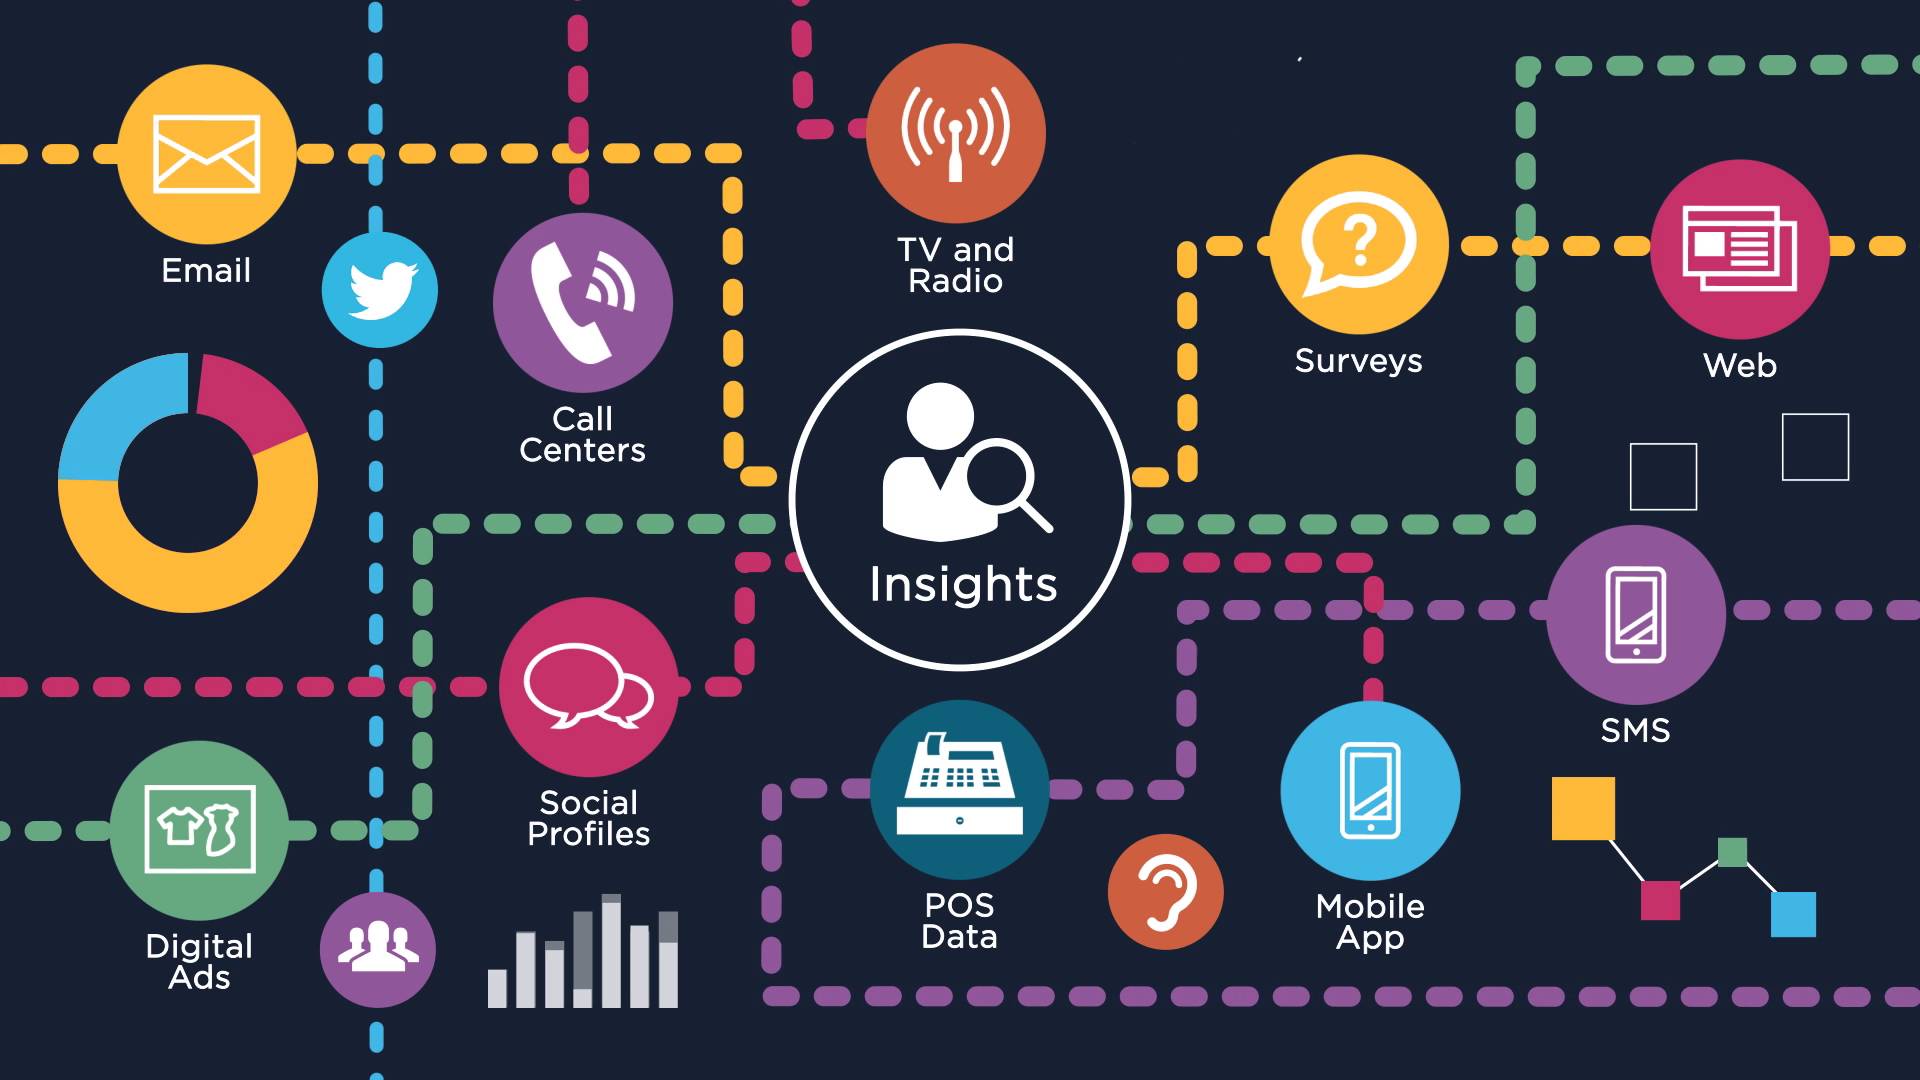 Email
Call
Centers
TV and
Radio
Surveys
Web
Insights
Social
Profiles
Digital
Ads
POS
Data
Mobile
App
SMS